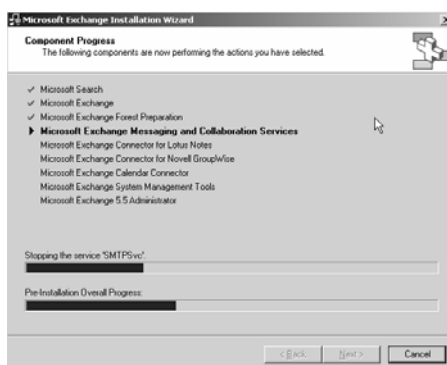 Microsoft Exchange Installation Wizard
Component Progress
The following components are now performing the actions you have selected.
Microsoft Search
Microsoft Exchange
Microsoft Exchange Forest Preparation
Microsoft Exchange Messaging and Collaboration Services
Microsoft Exchange Connector for Lotus Notes
Microsoft Exchange Connector for Novell GroupWise
Microsoft Exchange Calendar Connector
Microsoft Exchange System Management Tools
Microsoft Exchange 5.5 Administrator
Stopping the service 'SMTPSvc'.
Pre-Installation Overall Progress:
< Back Next > Cancel